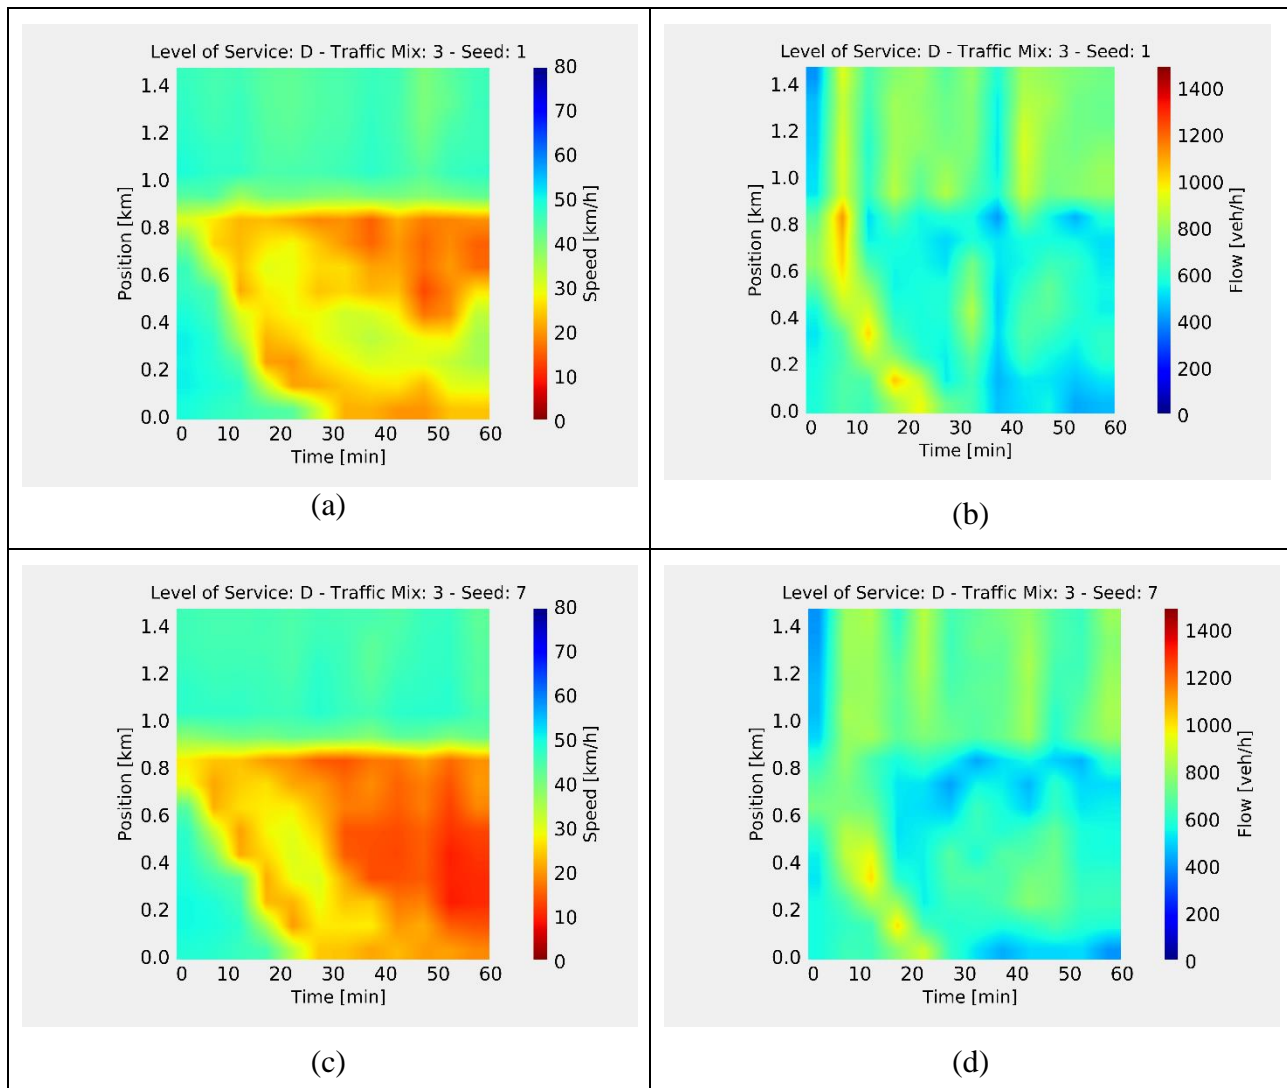 Level of Service: D - Traffic Mix: 3 - Seed: 1
Position [km]
1.4
1.2
1.0
0.8
0.6
0.4
0.2
0.0
0 10 20 30 40 50 60
Time [min]
80
70
60
50
40
30
20
10
0
Speed [km/h]
(a)
Level of Service: D - Traffic Mix: 3 - Seed: 1
Position [km]
1.4
1.2
1.0
0.8
0.6
0.4
0.2
0.0
0 10 20 30 40 50 60
Time [min]
1400
1200
1000
800
600
400
200
0
Flow [veh/h]
(b)
Level of Service: D - Traffic Mix: 3 - Seed: 7
Position [km]
1.4
1.2
1.0
0.8
0.6
0.4
0.2
0.0
0 10 20 30 40 50 60
Time [min]
80
70
60
50
40
30
20
10
0
Speed [km/h]
(c)
Level of Service: D - Traffic Mix: 3 - Seed: 7
Position [km]
1.4
1.2
1.0
0.8
0.6
0.4
0.2
0.0
0 10 20 30 40 50 60
Time [min]
1400
1200
1000
800
600
400
200
0
Flow [veh/h]
(d)